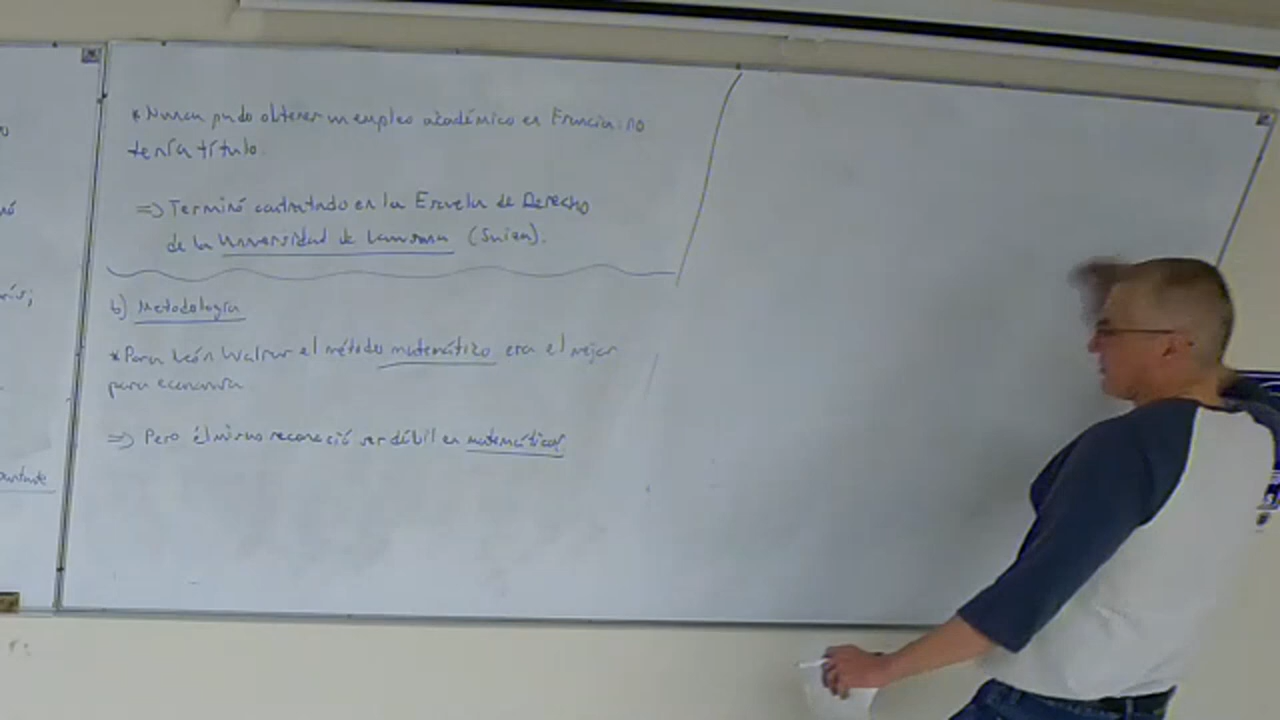 * Nunca pudo obtener un empleo académico en Francia: no
tenía título.
=> Terminó contratado en la Escuela de Derecho
de la Universidad de Lausana (Suiza).
b) Metodología
* Para León Walras el método matemático era el mejor
para economía
=> Pero él mismo reconoció ser débil en matemáticas